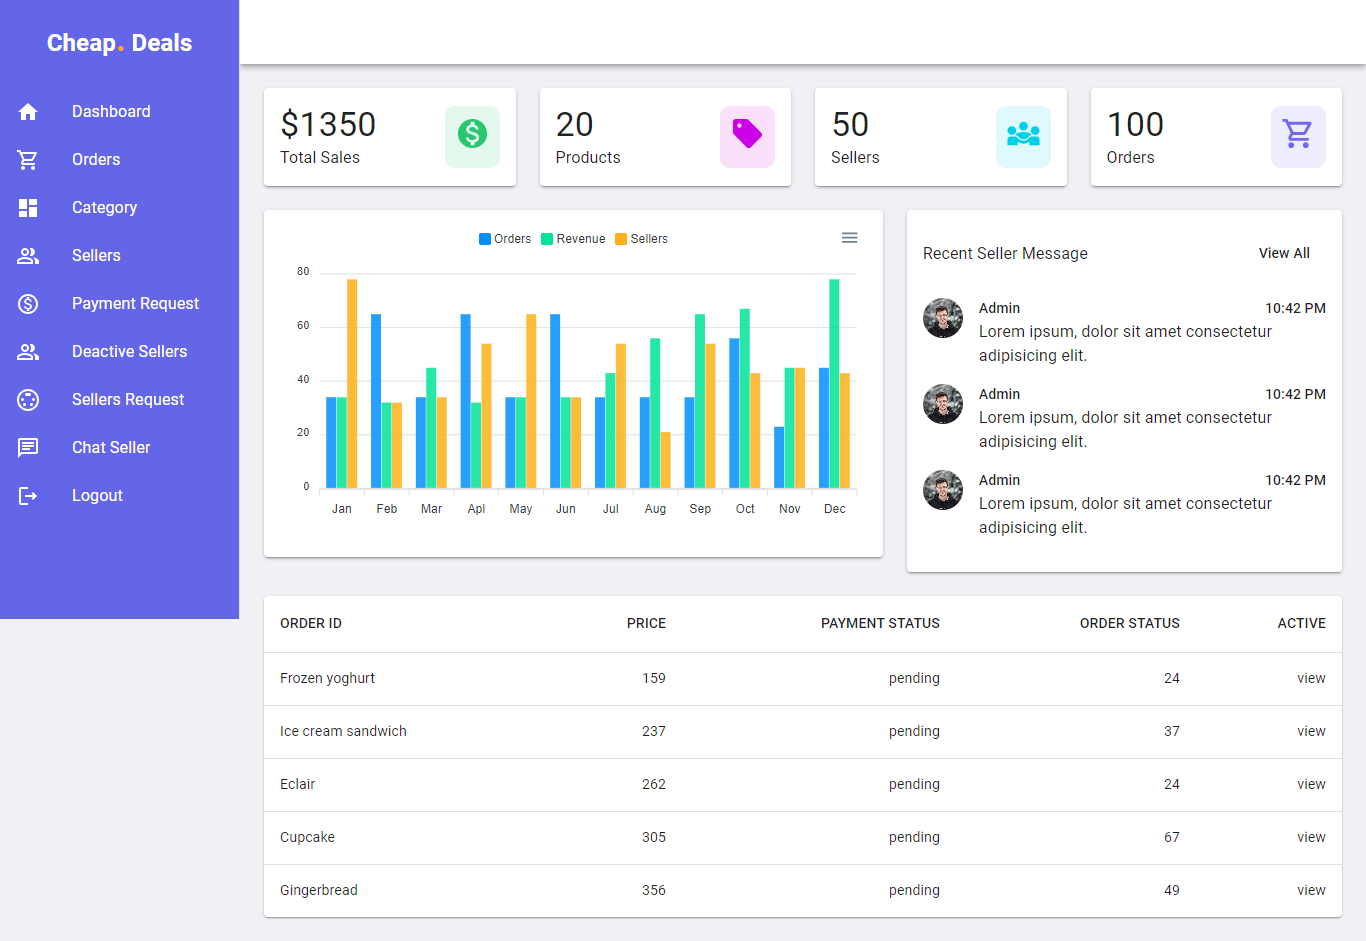 Cheap. Deals
Dashboard
Orders
Category
Sellers
Payment Request
Deactive Sellers
Sellers Request
Chat Seller
Logout
$1350
Total Sales
20
Products
50
Sellers
100
Orders
Orders Revenue Sellers
80
60
40
20
0
Jan Feb Mar Apl May Jun Jul Aug Sep Oct Nov Dec
Recent Seller Message View All
Admin 10:42 PM
Lorem ipsum, dolor sit amet consectetur
adipisicing elit.
Admin 10:42 PM
Lorem ipsum, dolor sit amet consectetur
adipisicing elit.
Admin 10:42 PM
Lorem ipsum, dolor sit amet consectetur
adipisicing elit.
ORDER ID PRICE PAYMENT STATUS ORDER STATUS ACTIVE
Frozen yoghurt 159 pending 24 view
Ice cream sandwich 237 pending 37 view
Eclair 262 pending 24 view
Cupcake 305 pending 67 view
Gingerbread 356 pending 49 view